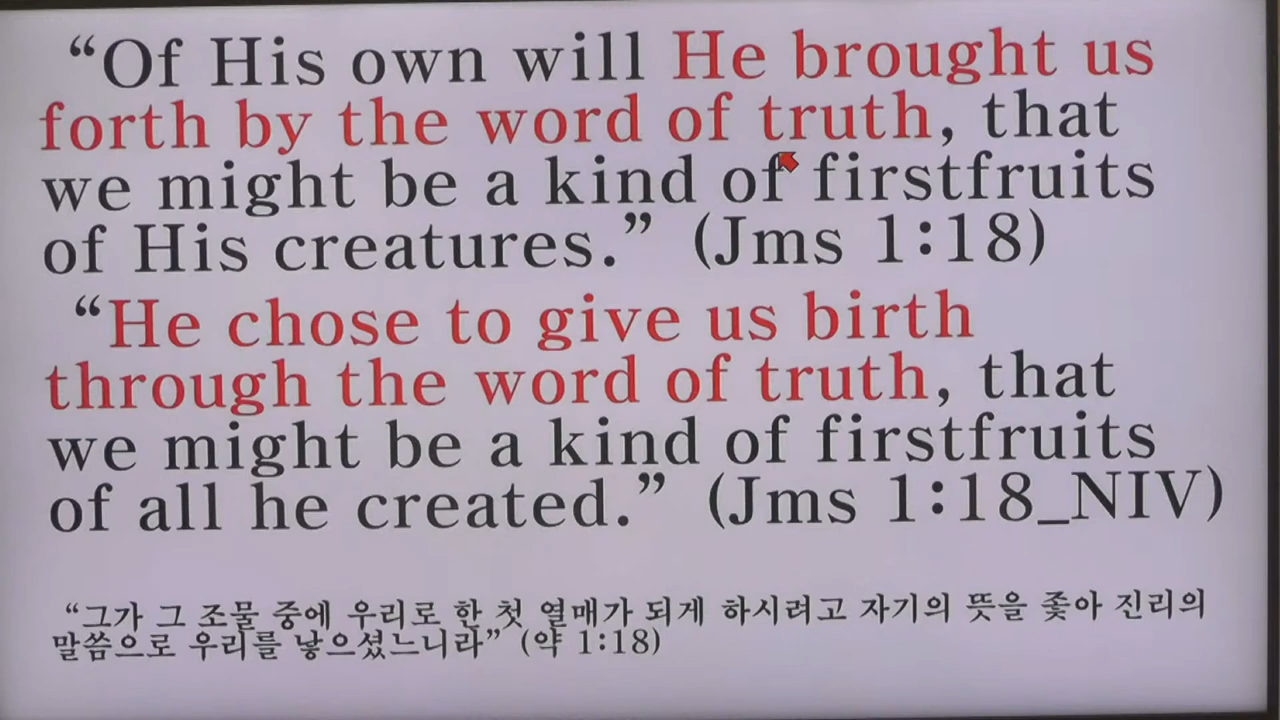 “Of His own will He brought us
forth by the word of truth, that
we might be a kind of firstfruits
of His creatures.” (Jms 1:18)
“He chose to give us birth
through the word of truth, that
we might be a kind of firstfruits
of all he created.” (Jms 1:18_NIV)
“그가 그 조물 중에 우리로 한 첫 열매가 되게 하시려고 자기의 뜻을 좇아 진리의
말씀으로 우리를 낳으셨느니라” (약 1:18)